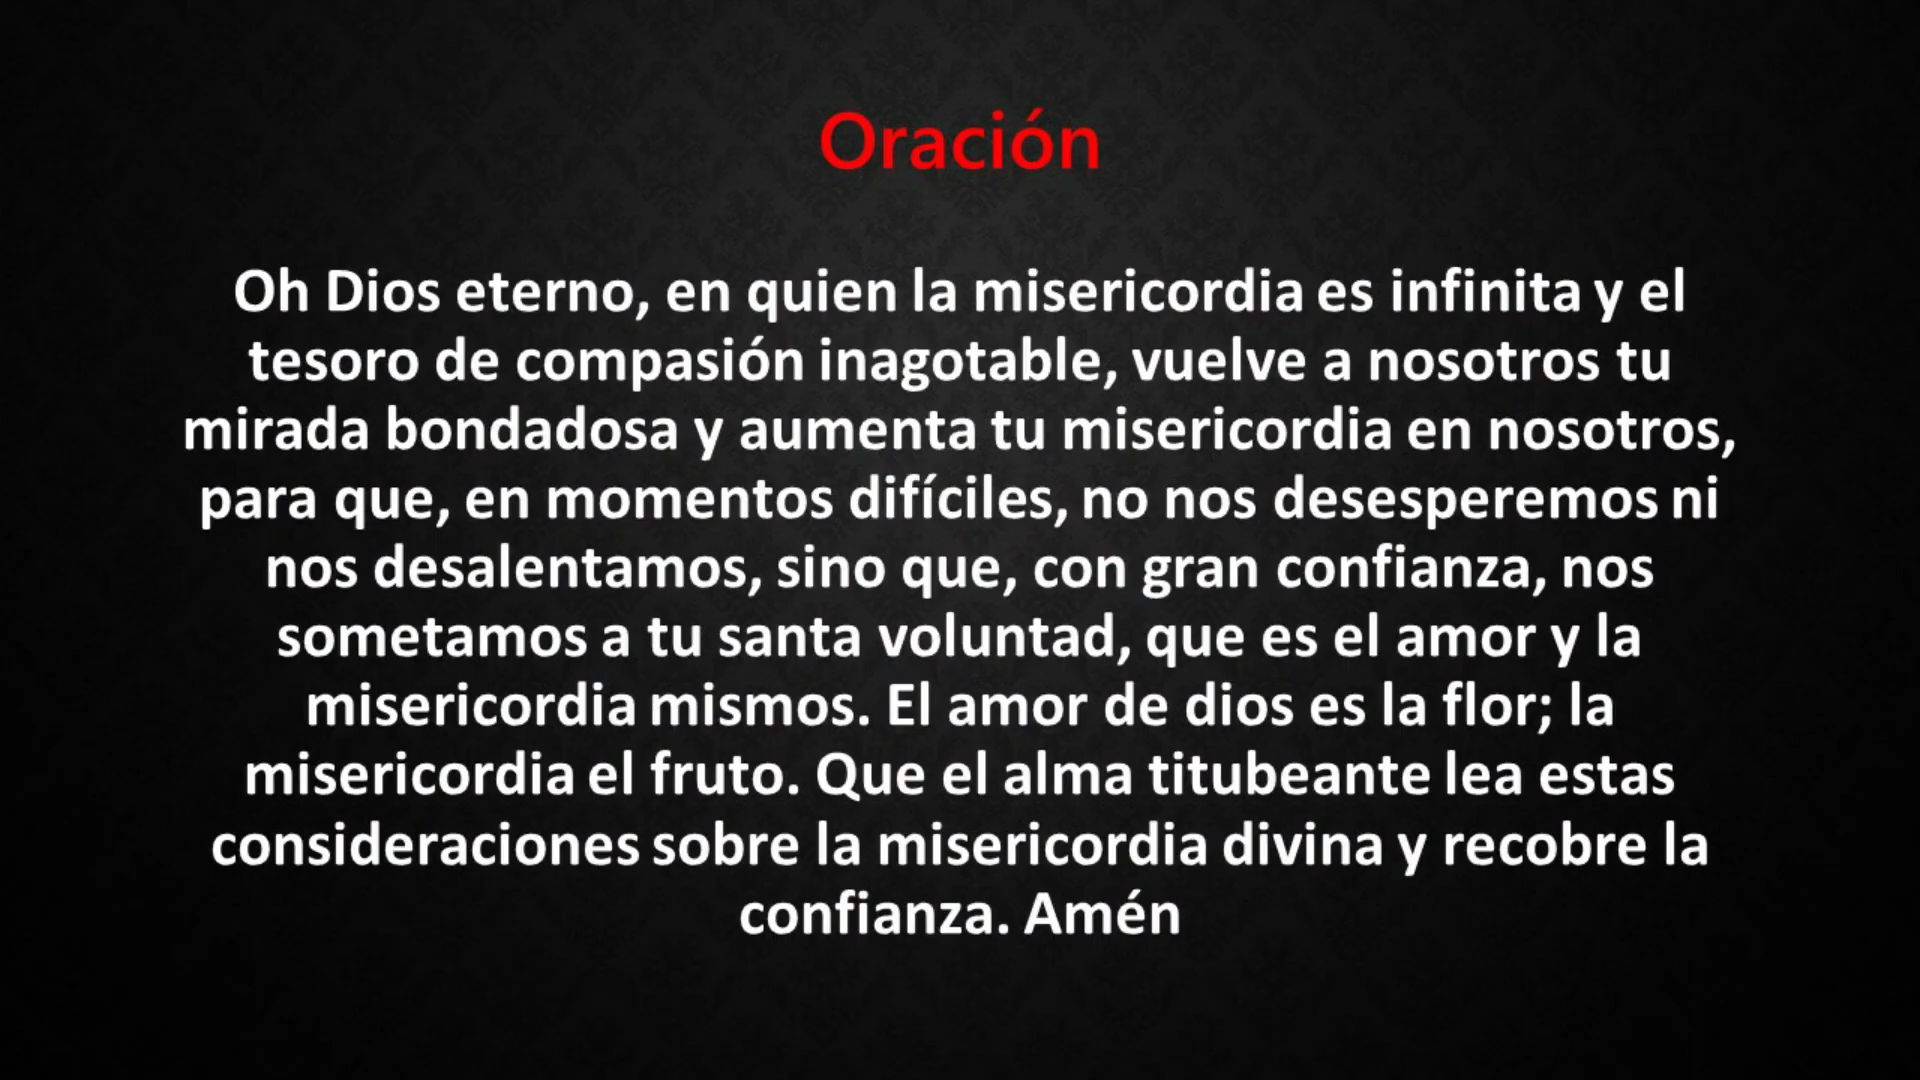 Oración
Oh Dios eterno, en quien la misericordia es infinita y el
tesoro de compasión inagotable, vuelve a nosotros tu
mirada bondadosa y aumenta tu misericordia en nosotros,
para que, en momentos difíciles, no nos desesperemos ni
nos desalentamos, sino que, con gran confianza, nos
sometamos a tu santa voluntad, que es el amor y la
misericordia mismos. El amor de dios es la flor; la
misericordia el fruto. Que el alma titubeante lea estas
consideraciones sobre la misericordia divina y recobre la
confianza. Amén